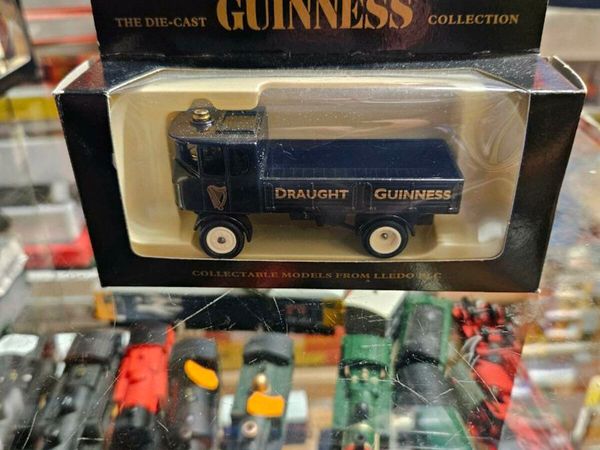 THE DIE-CAST GUINNESS COLLECTION
DRAUGHT GUINNESS
COLLECTABLE MODELS FROM LLEDO PLC